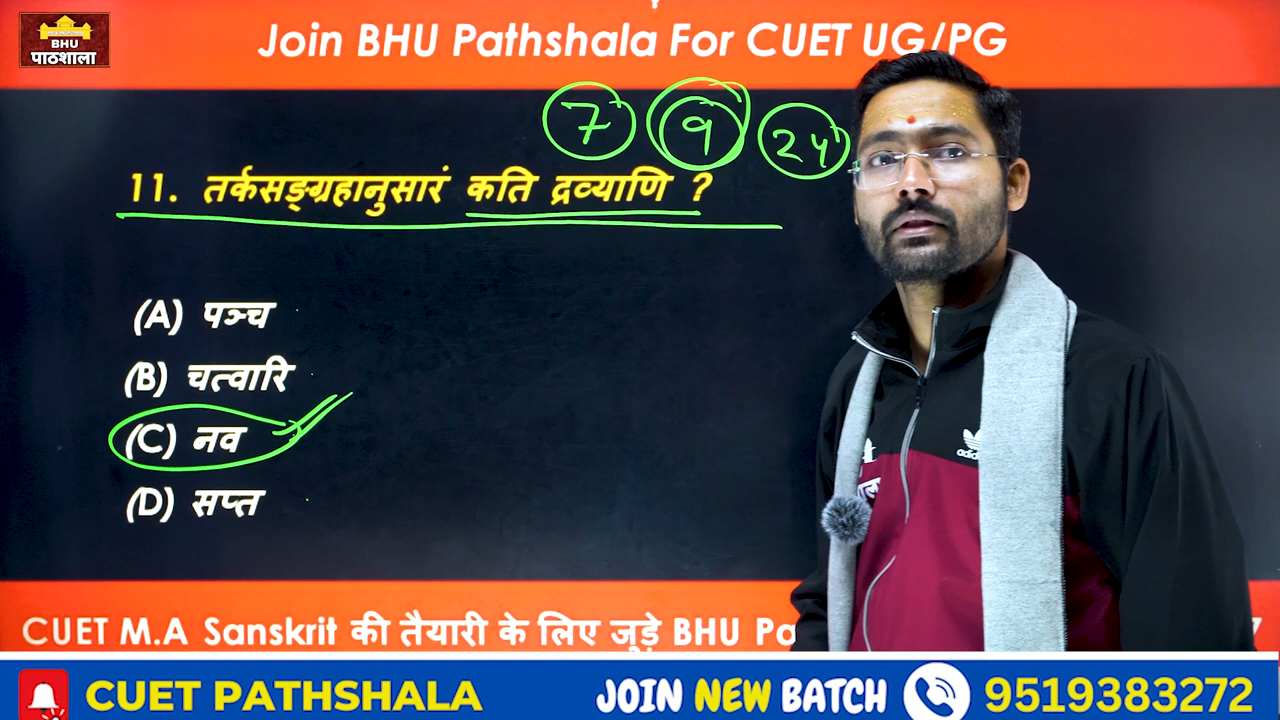 BHU
पाठशाला
Join BHU Pathshala For CUET UG/PG
7 9 24
11. तर्कसङ्ग्रहानुसारं कति द्रव्याणि ?
(A) पञ्च
(B) चत्वारि
(C) नव
(D) सप्त
adidas
CUET M.A Sanskrit की तैयारी के लिए जुड़े BHU
CUET PATHSHALA
JOIN NEW BATCH
9519383272